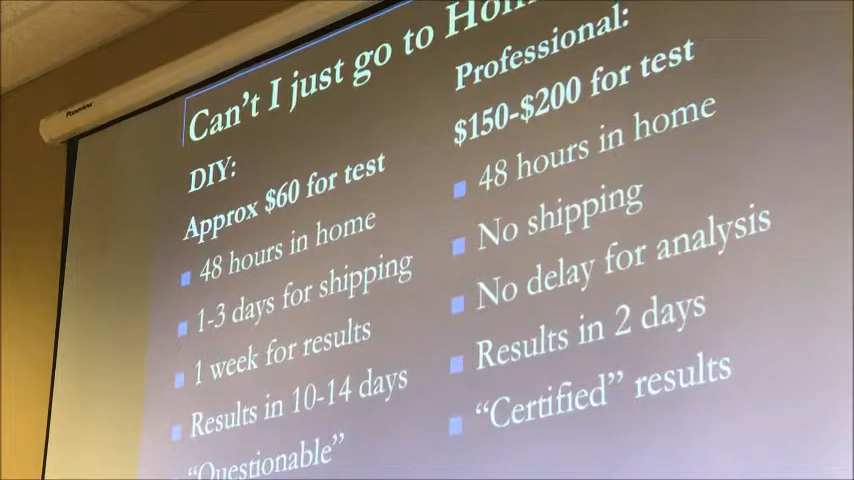 Can't I just go to
DIY:
Approx $60 for test
48 hours in home
1-3 days for shipping
1 week for results
Results in 10-14 days
“Questionable”
Professional:
$150-$200 for test
48 hours in home
No shipping
No delay for analysis
Results in 2 days
“Certified” results